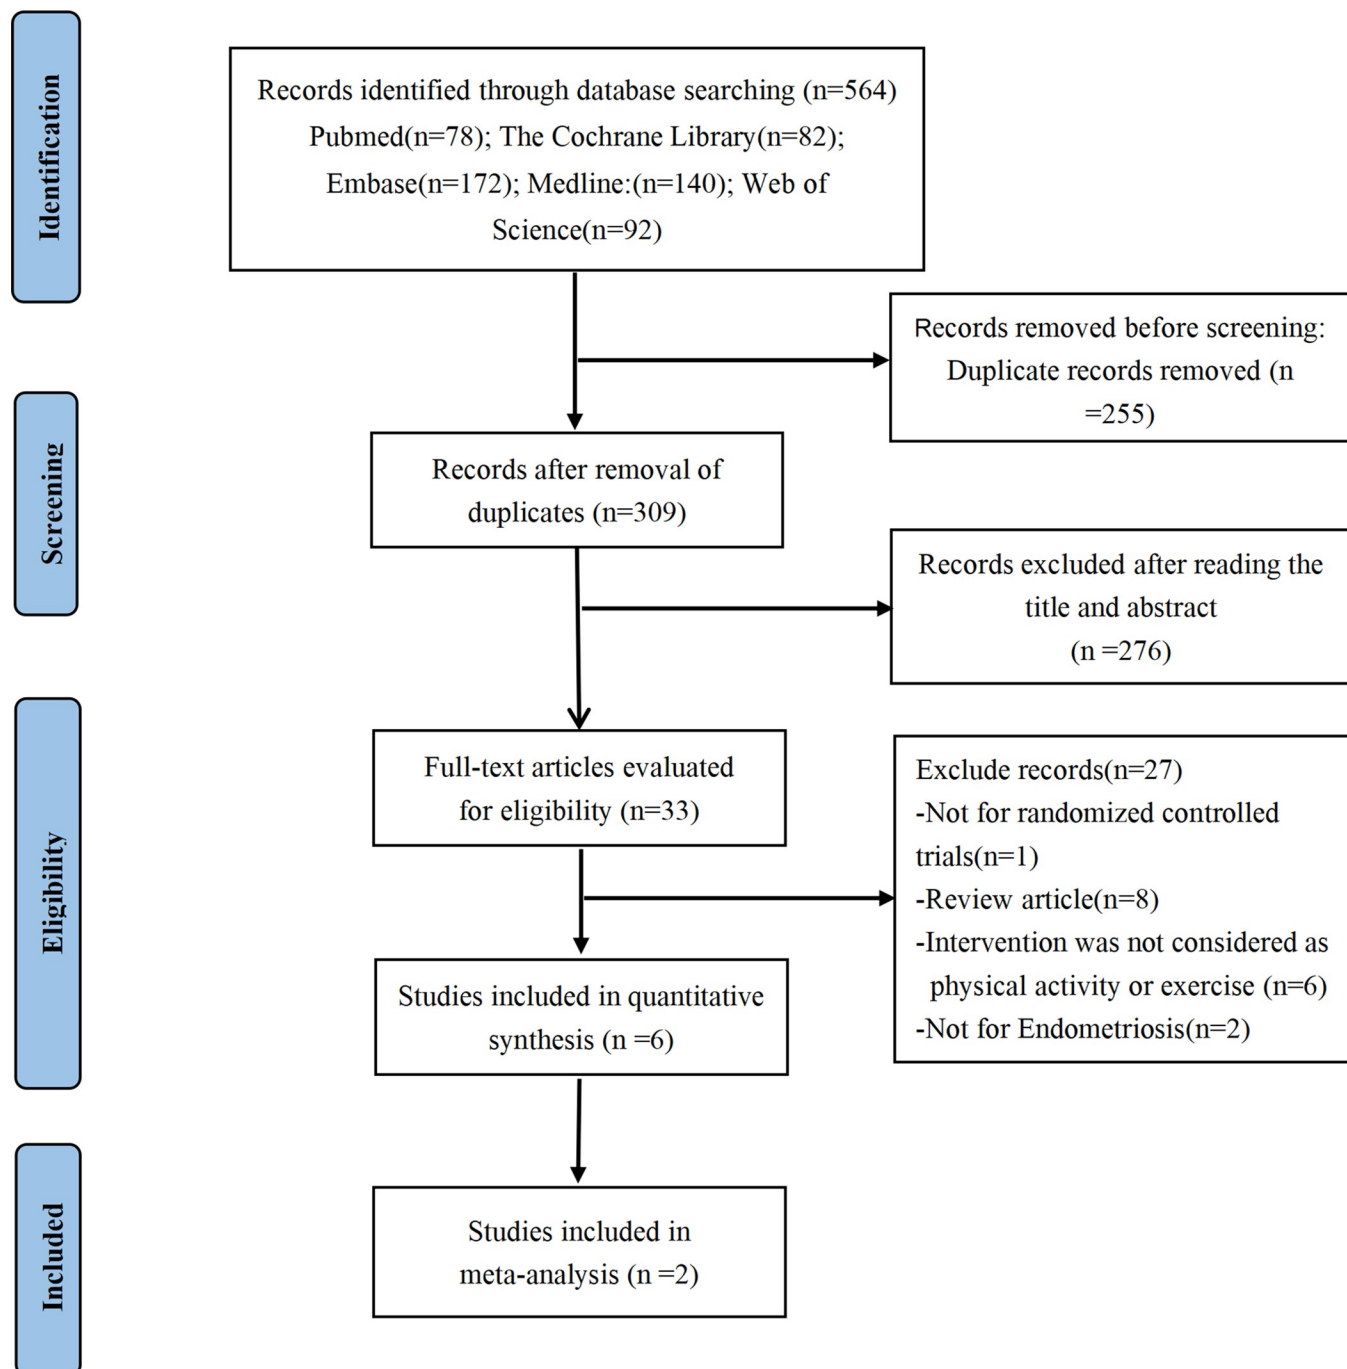 Identification
Records identified through database searching (n=564)
Pubmed(n=78); The Cochrane Library(n=82);
Embase(n=172); Medline:(n=140); Web of
Science(n=92)
Records removed before screening:
Duplicate records removed (n
=255)
Screening
Records after removal of
duplicates (n=309)
Records excluded after reading the
title and abstract
(n =276)
Eligibility
Full-text articles evaluated
for eligibility (n=33)
Exclude records(n=27)
-Not for randomized controlled
trials(n=1)
-Review article(n=8)
-Intervention was not considered as
physical activity or exercise (n=6)
-Not for Endometriosis(n=2)
Studies included in quantitative
synthesis (n =6)
Included
Studies included in
meta-analysis (n =2)